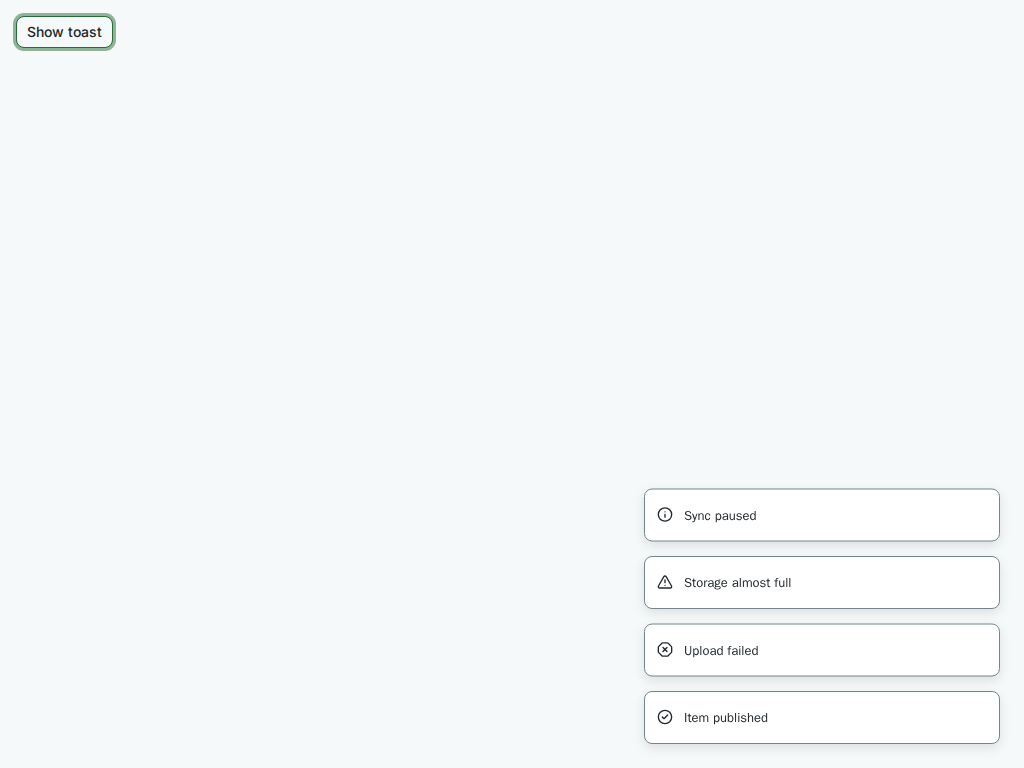 Show toast
Sync paused
Storage almost full
Upload failed
Item published